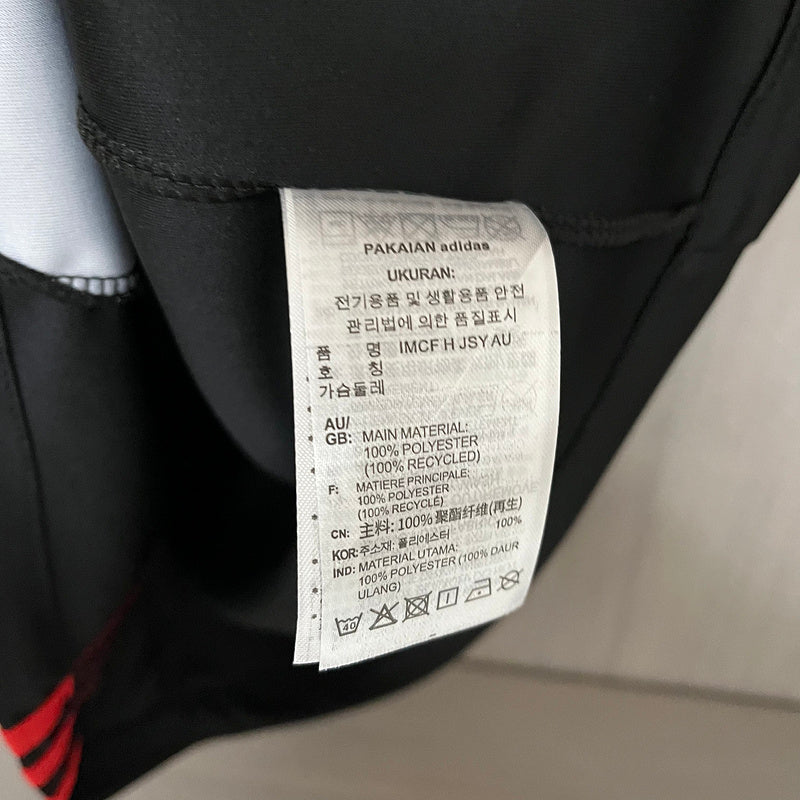 PAKAIAN adidas
UKURAN:
전기용품 및 생활용품 안전
관리법에 의한 품질표시
품 명 IMCF H JSY AU
호 칭
가슴둘레
AU/
GB: MAIN MATERIAL:
100% POLYESTER
(100% RECYCLED)
F: MATIERE PRINCIPALE:
100% POLYESTER
(100% RECYCLÉ)
CN: 主料: 100% 聚酯纤维(再生)
KOR: 주소재: 폴리에스터 100%
IND: MATERIAL UTAMA:
100% POLYESTER (100% DAUR
ULANG)
40